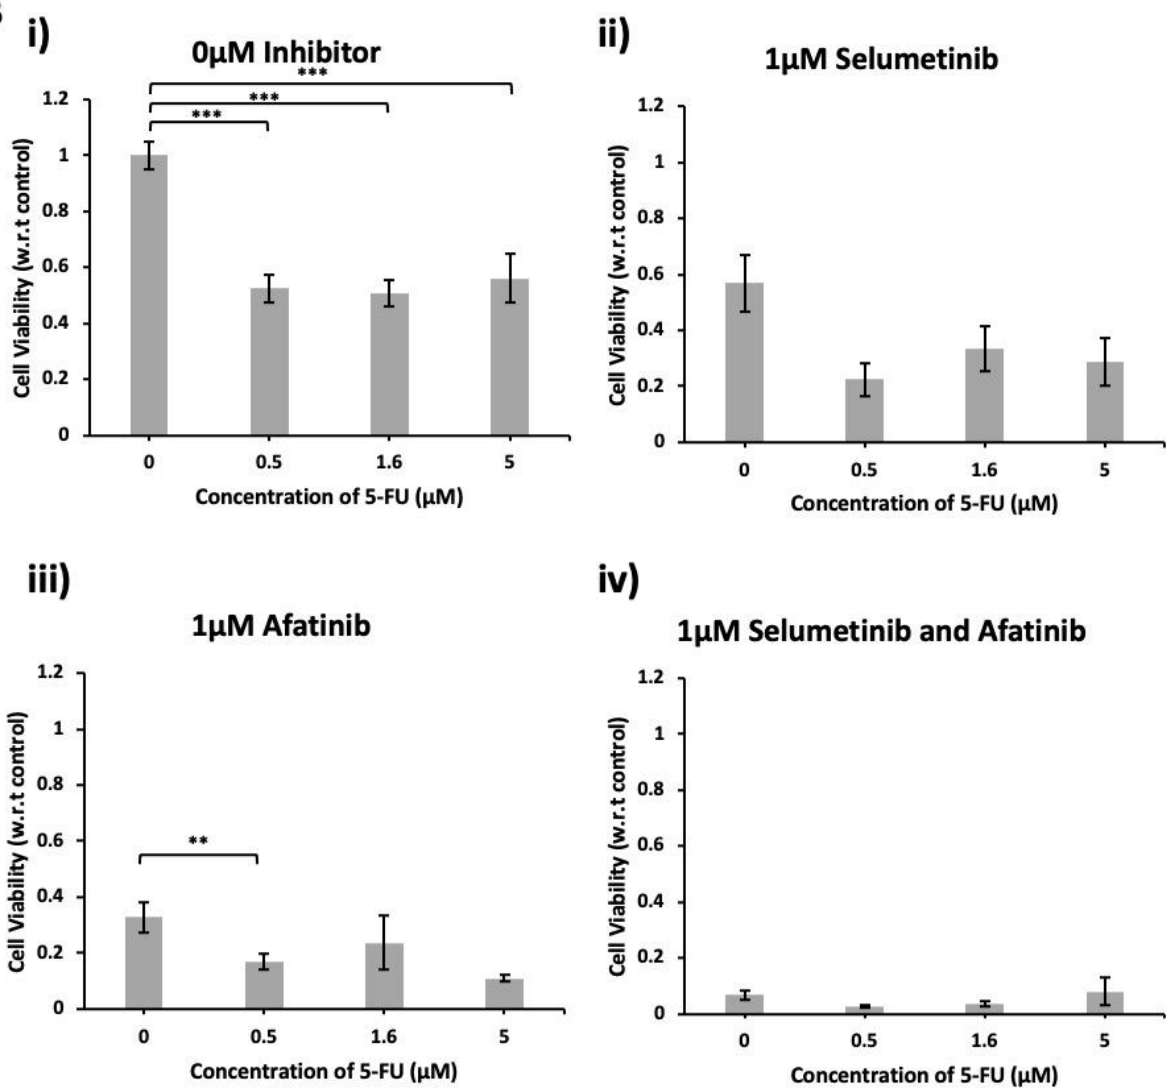 i)
0µM Inhibitor
***
***
***
1.2
1
0.8
0.6
0.4
0.2
0
Cell Viability (w.r.t control)
0 0.5 1.6 5
Concentration of 5-FU (µM)
ii)
1µM Selumetinib
1.2
1
0.8
0.6
0.4
0.2
0
Cell Viability (w.r.t control)
0 0.5 1.6 5
Concentration of 5-FU (µM)
iii)
1µM Afatinib
**
1.2
1
0.8
0.6
0.4
0.2
0
Cell Viability (w.r.t control)
0 0.5 1.6 5
Concentration of 5-FU (µM)
iv)
1µM Selumetinib and Afatinib
1.2
1
0.8
0.6
0.4
0.2
0
Cell Viability (w.r.t control)
0 0.5 1.6 5
Concentration of 5-FU (µM)